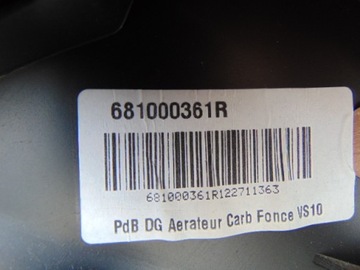 681000361R
681000361R122711363
PdB DG Aerateur Carb Fonce VS10